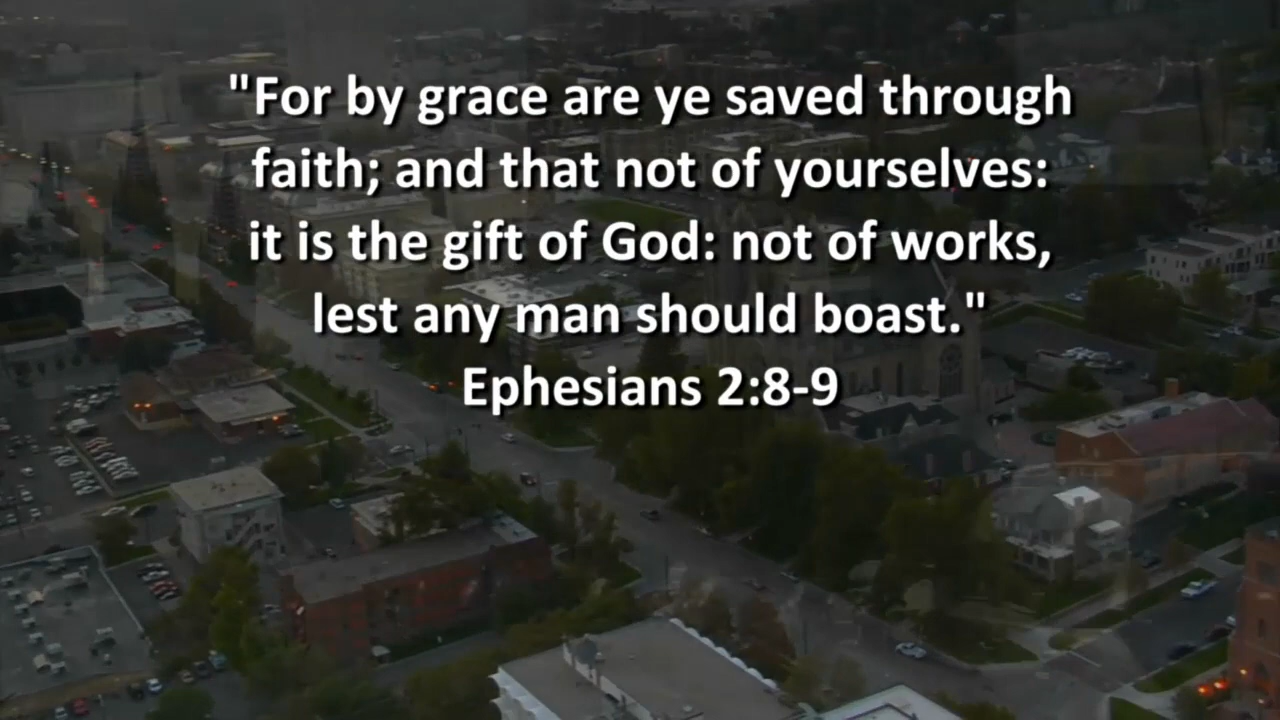 "For by grace are ye saved through
faith; and that not of yourselves:
it is the gift of God: not of works,
lest any man should boast."
Ephesians 2:8-9